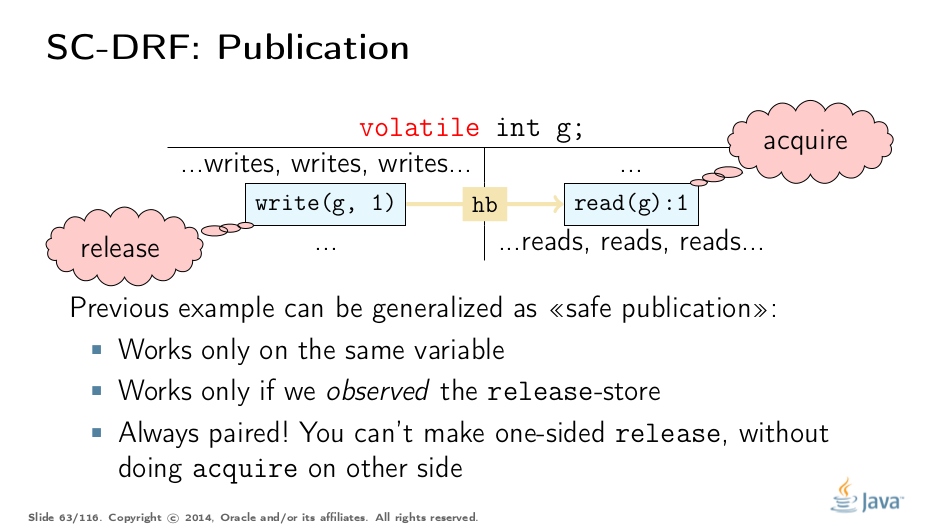 SC-DRF: Publication
volatile int g;
acquire
...writes, writes, writes...
...
write(g, 1)
hb
read(g):1
release
...
...reads, reads, reads...
Previous example can be generalized as «safe publication»:
Works only on the same variable
Works only if we observed the release-store
Always paired! You can't make one-sided release, without
doing acquire on other side
Slide 63/116. Copyright © 2014, Oracle and/or its affiliates. All rights reserved.
Java™